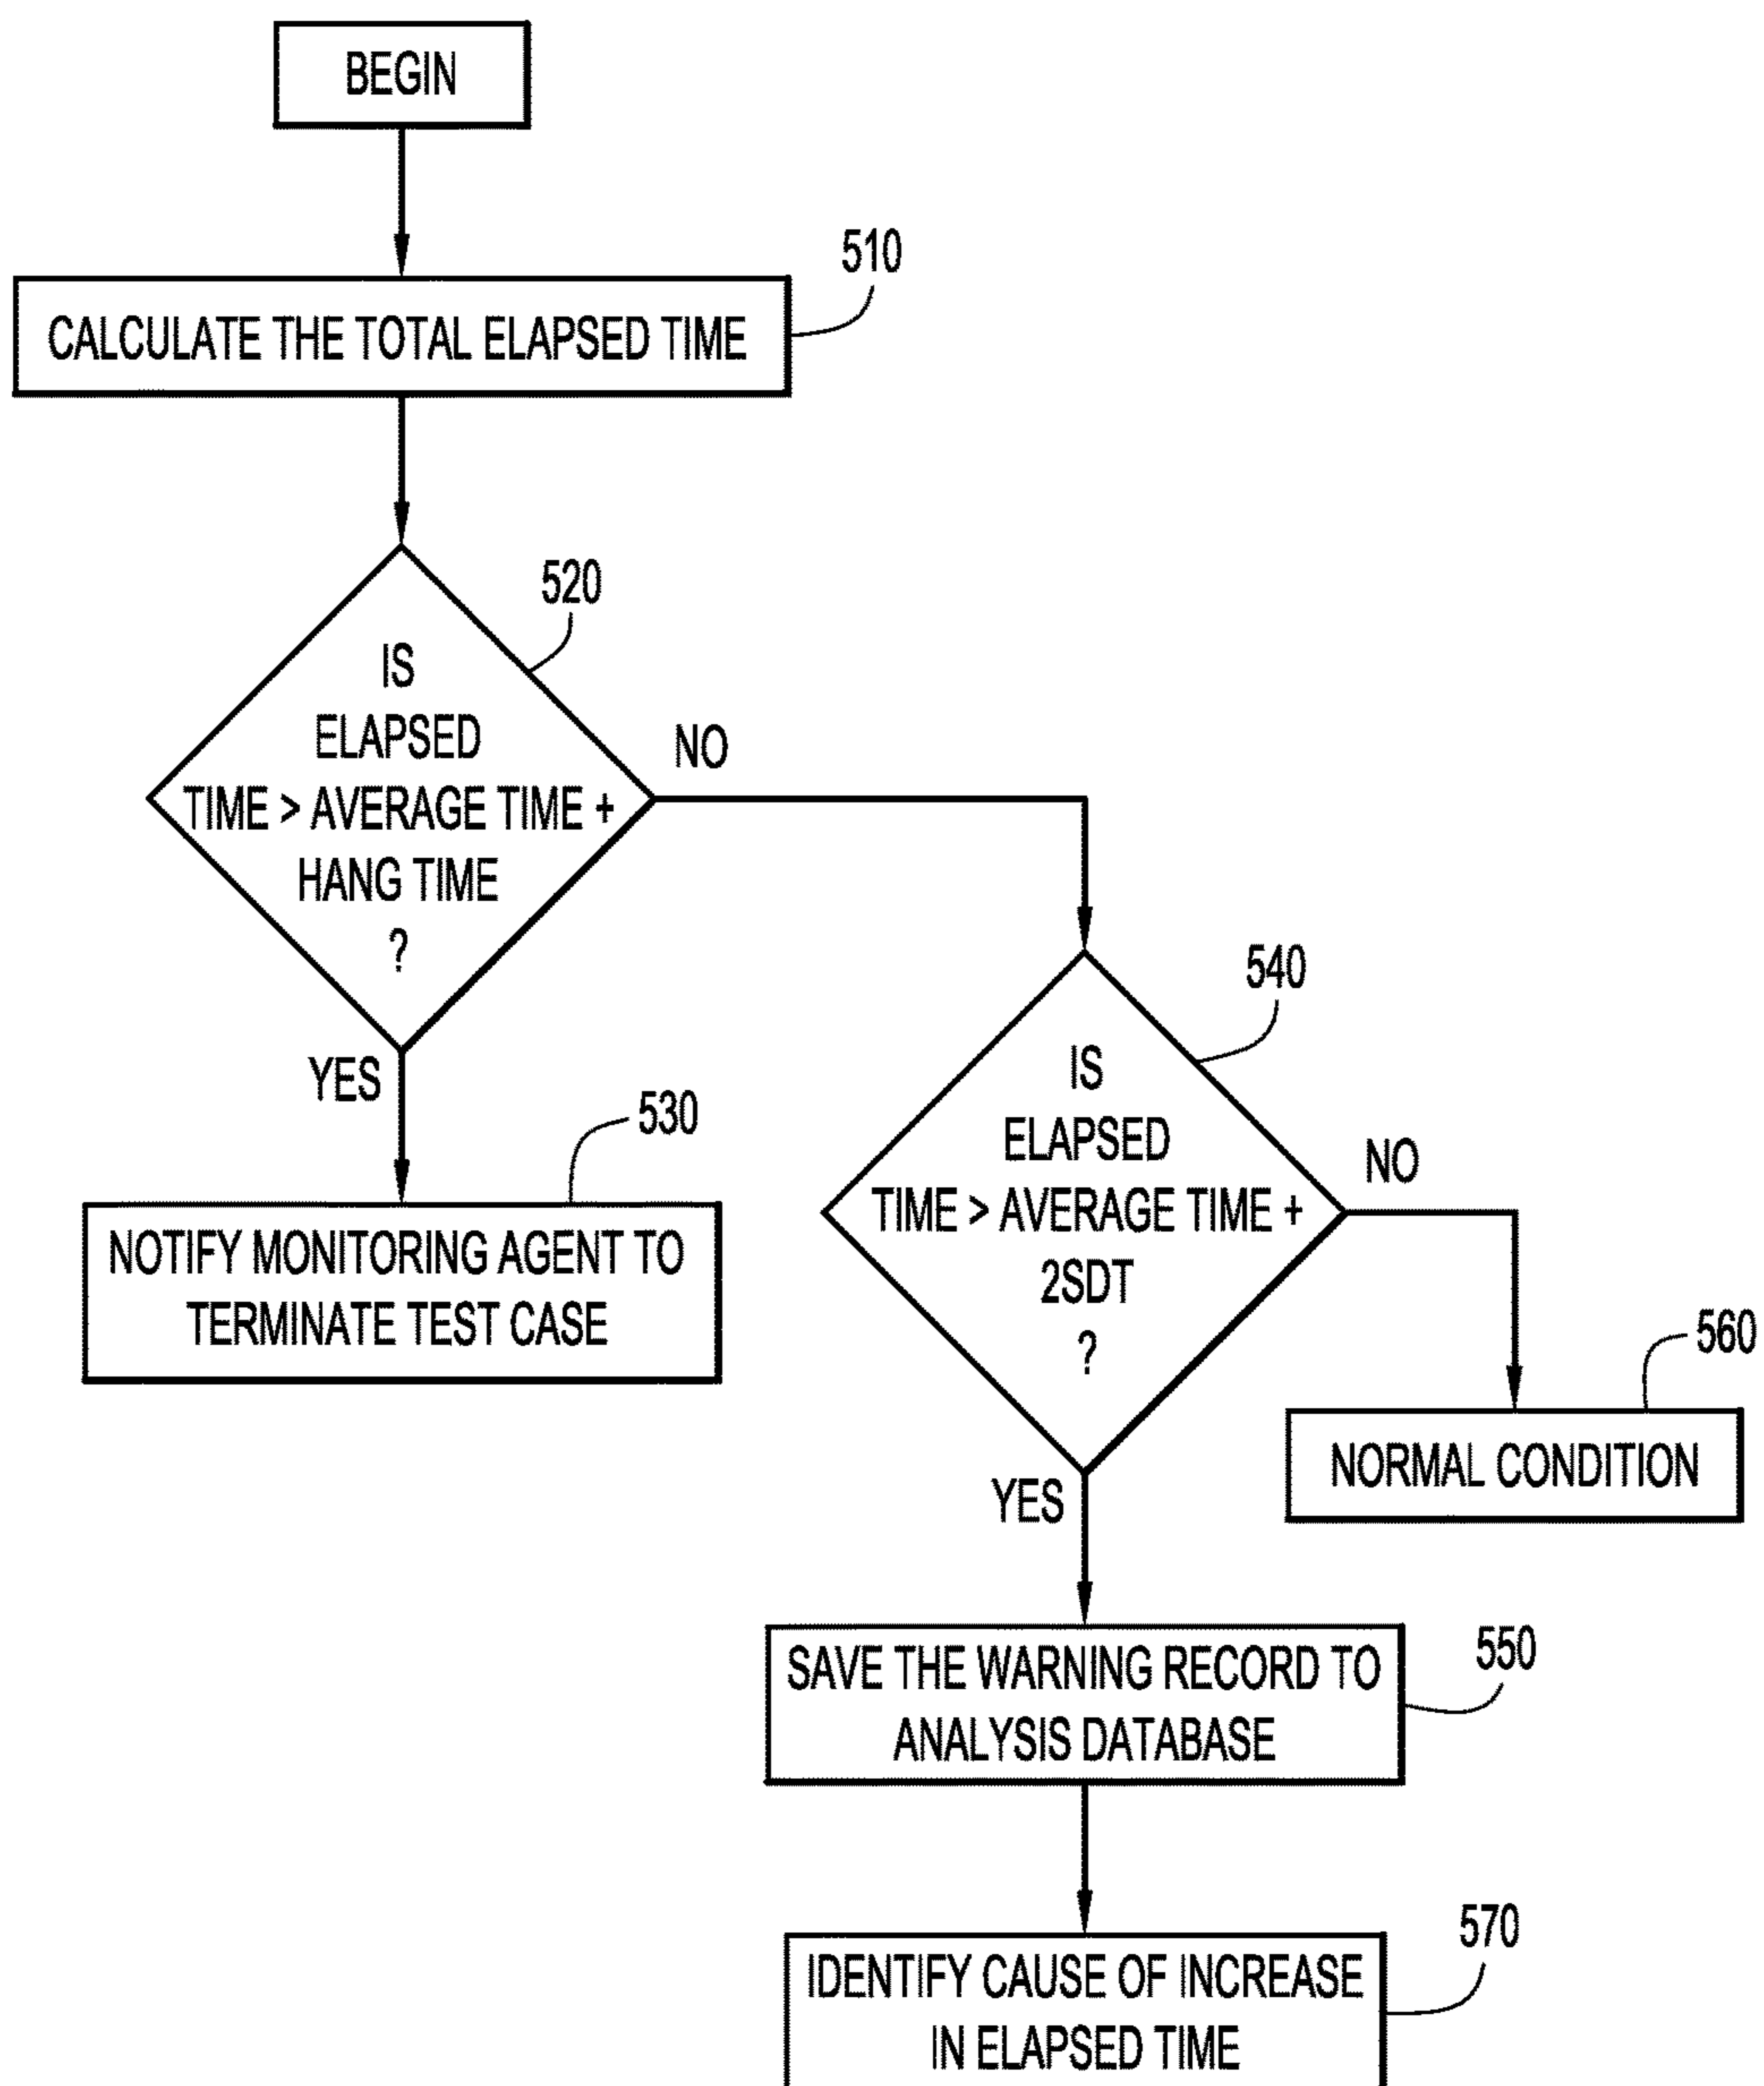 BEGIN
510
CALCULATE THE TOTAL ELAPSED TIME
520
IS
ELAPSED
TIME > AVERAGE TIME +
HANG TIME
?
NO
YES
530
NOTIFY MONITORING AGENT TO
TERMINATE TEST CASE
540
IS
ELAPSED
TIME > AVERAGE TIME +
2SDT
?
NO
YES
560
NORMAL CONDITION
550
SAVE THE WARNING RECORD TO
ANALYSIS DATABASE
570
IDENTIFY CAUSE OF INCREASE
IN ELAPSED TIME